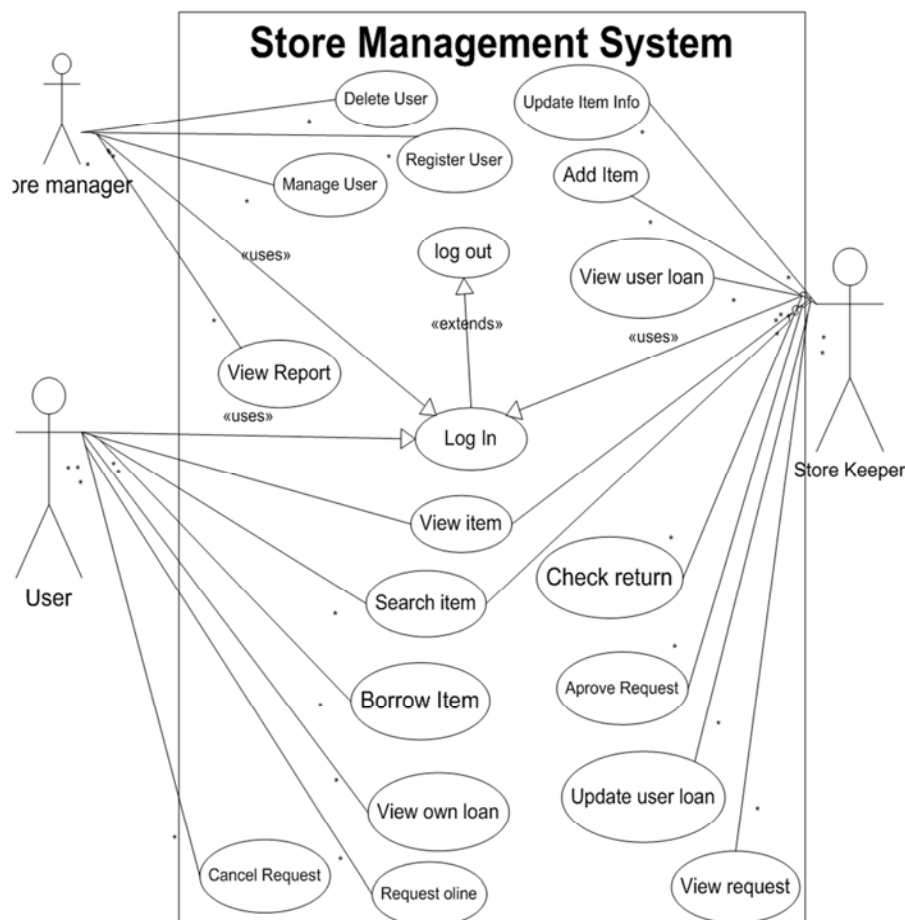 Store Management System
Delete User
Update Item Info
Register User
Add Item
Manage User
ore manager
log out
«uses»
View user loan
«extends»
«uses»
View Report
«uses»
Log In
Store Keeper
View item
Check return
User
Search item
Aprove Request
Borrow Item
Update user loan
View own loan
Cancel Request
Request oline
View request